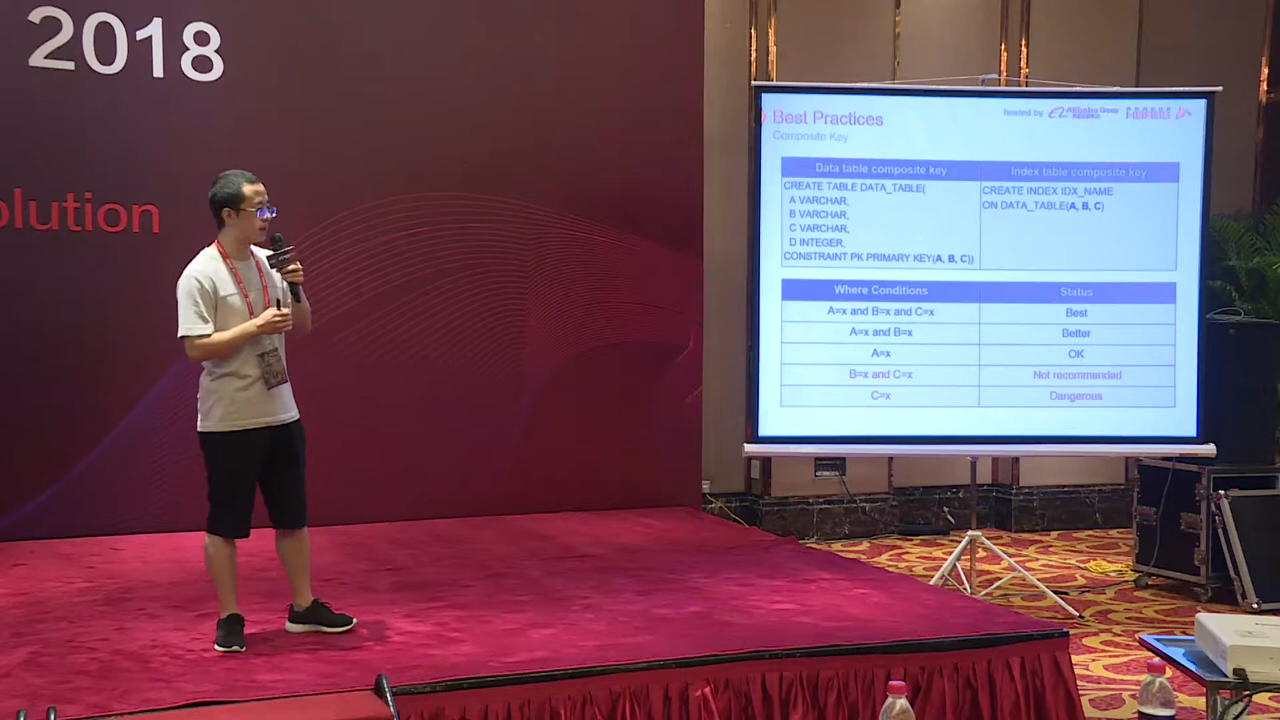 2018
olution
Best Practices
Composite Key
hosted by
Alibaba Group
Data table composite key
Index table composite key
CREATE TABLE DATA_TABLE(
A VARCHAR,
B VARCHAR,
C VARCHAR,
D INTEGER,
CONSTRAINT PK PRIMARY KEY(A, B, C))
CREATE INDEX IDX_NAME
ON DATA_TABLE(A, B, C)
Where Conditions
Status
A=x and B=x and C=x
Best
A=x and B=x
Better
A=x
OK
B=x and C=x
Not recommended
C=x
Dangerous